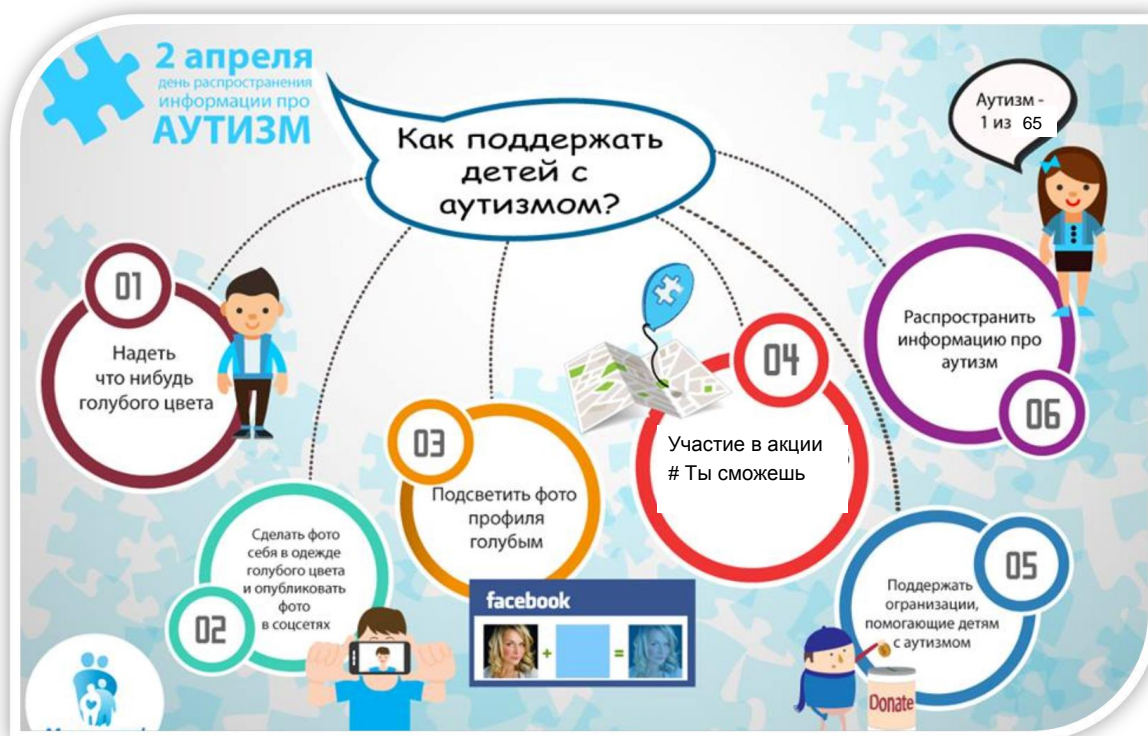 2 апреля
день распространения
информации про
АУТИЗМ
Как поддержать
детей с
аутизмом?
Аутизм -
1 из 65
01
Надеть
что нибудь
голубого цвета
02
Сделать фото
себя в одежде
голубого цвета
и опубликовать
фото
в соцсетях
03
Подсветить фото
профиля
голубым
facebook
+ =
04
Участие в акции
# Ты сможешь
05
Поддержать
огранизации,
помогающие детям
с аутизмом
Donate
06
Распространить
информацию про
аутизм